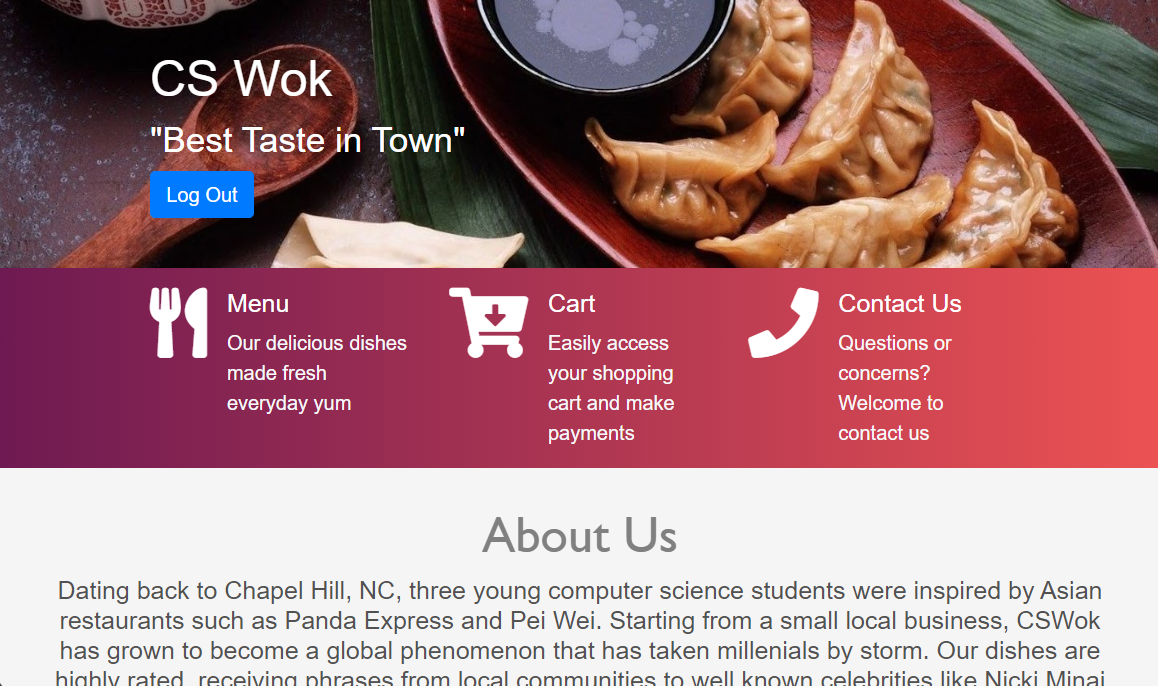 CS Wok
"Best Taste in Town"
Log Out
Menu
Our delicious dishes
made fresh
everyday yum
Cart
Easily access
your shopping
cart and make
payments
Contact Us
Questions or
concerns?
Welcome to
contact us
About Us
Dating back to Chapel Hill, NC, three young computer science students were inspired by Asian
restaurants such as Panda Express and Pei Wei. Starting from a small local business, CSWok
has grown to become a global phenomenon that has taken millenials by storm. Our dishes are
highly rated, receiving phrases from local communities to well known celebrities like Nicki Minaj